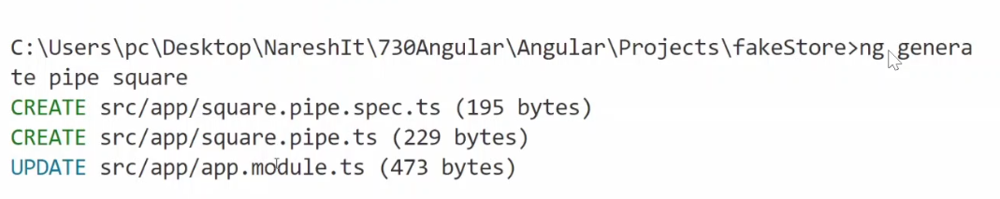 C:\Users\pc\Desktop\NareshIt\730Angular\Angular\Projects\fakeStore>ng genera
te pipe square
CREATE src/app/square.pipe.spec.ts (195 bytes)
CREATE src/app/square.pipe.ts (229 bytes)
UPDATE src/app/app.module.ts (473 bytes)